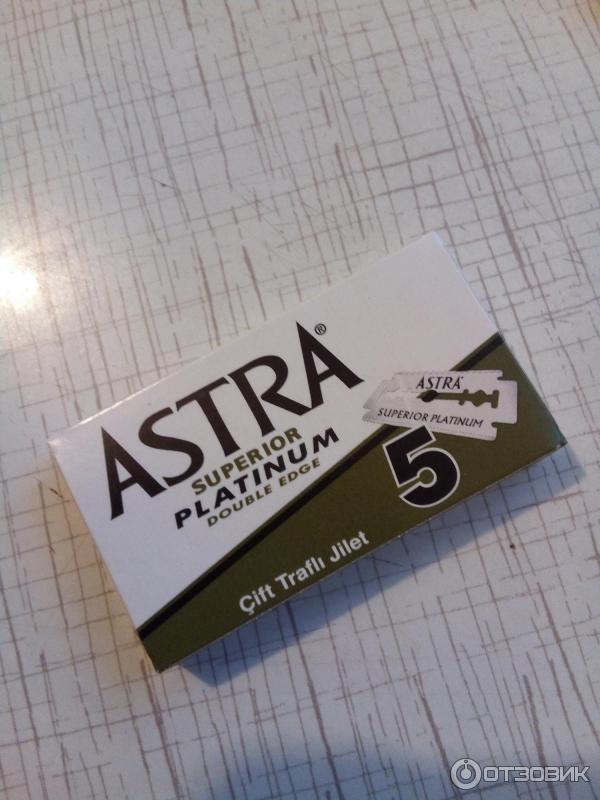 ASTRA®
SUPERIOR
PLATINUM
DOUBLE EDGE
ASTRA
SUPERIOR PLATINUM
5
Çift Traflı Jilet
ОТЗОВИК